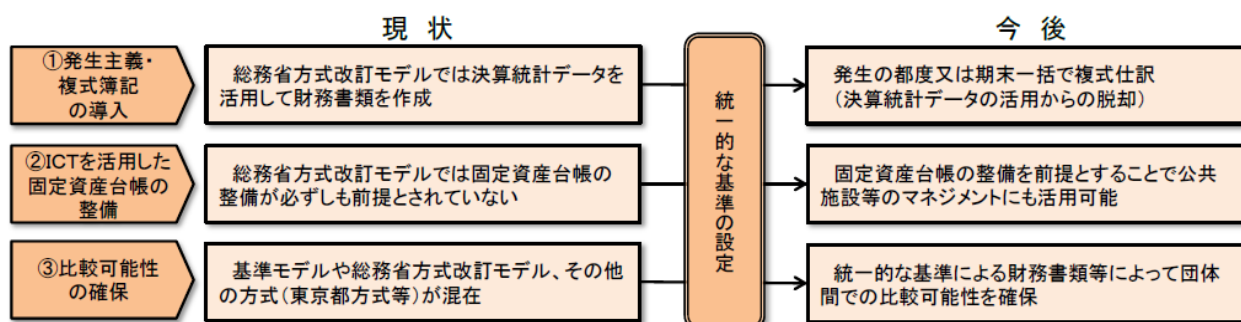 現 状
今 後
①発生主義・
複式簿記
の導入
総務省方式改訂モデルでは決算統計データを
活用して財務書類を作成
発生の都度又は期末一括で複式仕訳
(決算統計データの活用からの脱却)
②ICTを活用した
固定資産台帳の
整備
総務省方式改訂モデルでは固定資産台帳の
整備が必ずしも前提とされていない
固定資産台帳の整備を前提とすることで公共
施設等のマネジメントにも活用可能
③比較可能性
の確保
基準モデルや総務省方式改訂モデル、その他
の方式(東京都方式等)が混在
統一的な基準による財務書類等によって団体
間での比較可能性を確保
統一的な基準の設定